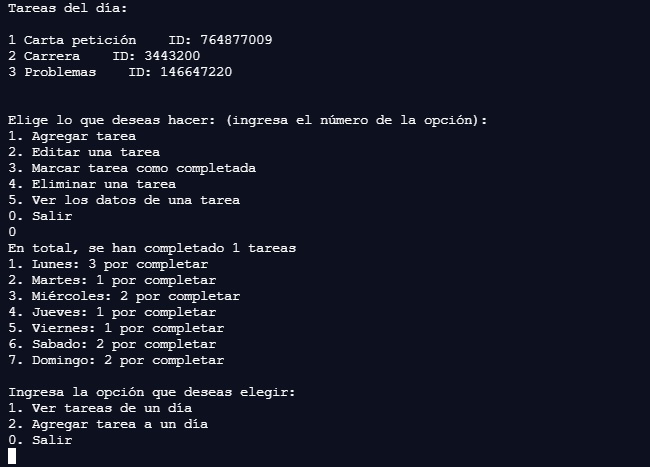 Tareas del día:
1 Carta petición    ID: 764877009
2 Carrera    ID: 3443200
3 Problemas    ID: 146647220
Elige lo que deseas hacer: (ingresa el número de la opción):
1. Agregar tarea
2. Editar una tarea
3. Marcar tarea como completada
4. Eliminar una tarea
5. Ver los datos de una tarea
0. Salir
0
En total, se han completado 1 tareas
1. Lunes: 3 por completar
2. Martes: 1 por completar
3. Miércoles: 2 por completar
4. Jueves: 1 por completar
5. Viernes: 1 por completar
6. Sabado: 2 por completar
7. Domingo: 2 por completar
Ingresa la opción que deseas elegir:
1. Ver tareas de un día
2. Agregar tarea a un día
0. Salir